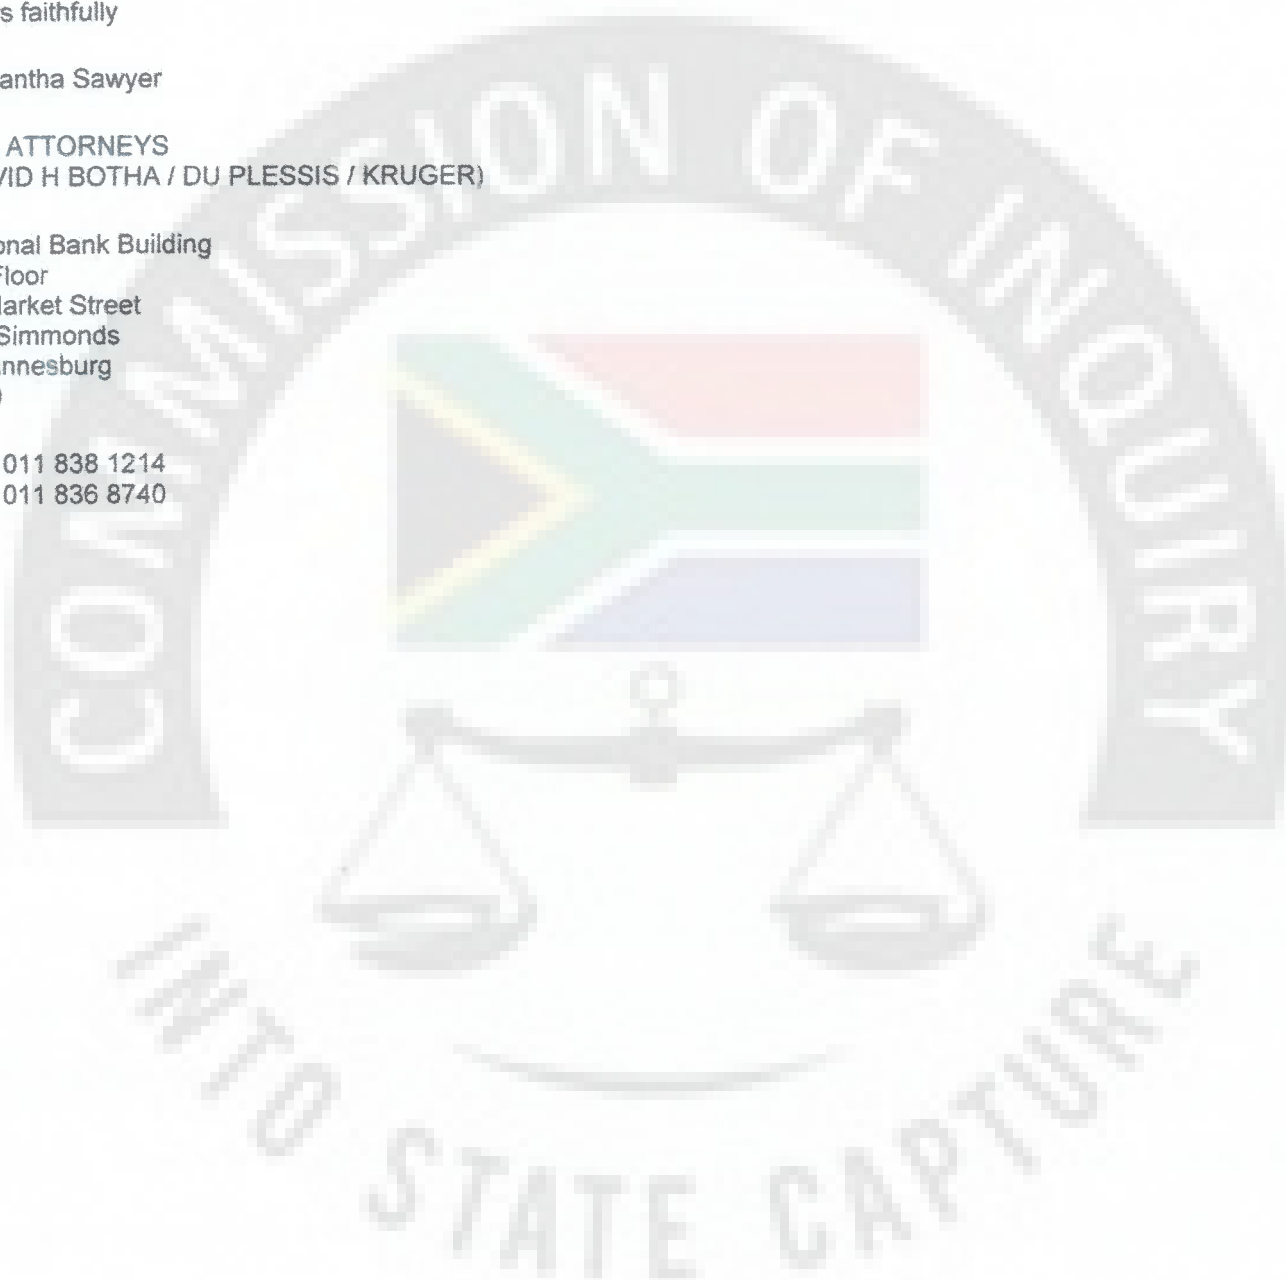 s faithfully
antha Sawyer
ATTORNEYS
VID H BOTHA / DU PLESSIS / KRUGER)
onal Bank Building
Floor
Market Street
Simmonds
annesburg
011 838 1214
011 836 8740
COMMISSION OF INQUIRY
INTO STATE CAPTURE